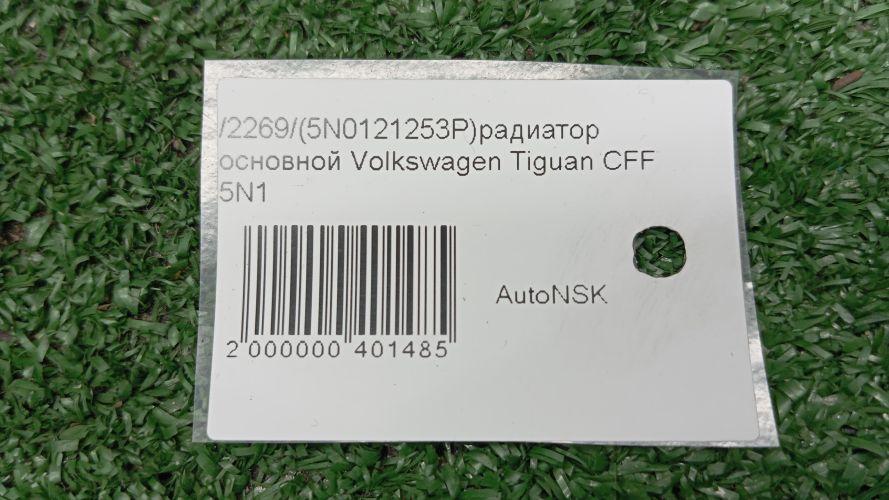 /2269/(5N0121253P)радиатор
основной Volkswagen Tiguan CFF
5N1
AutoNSK
2 000000 401485